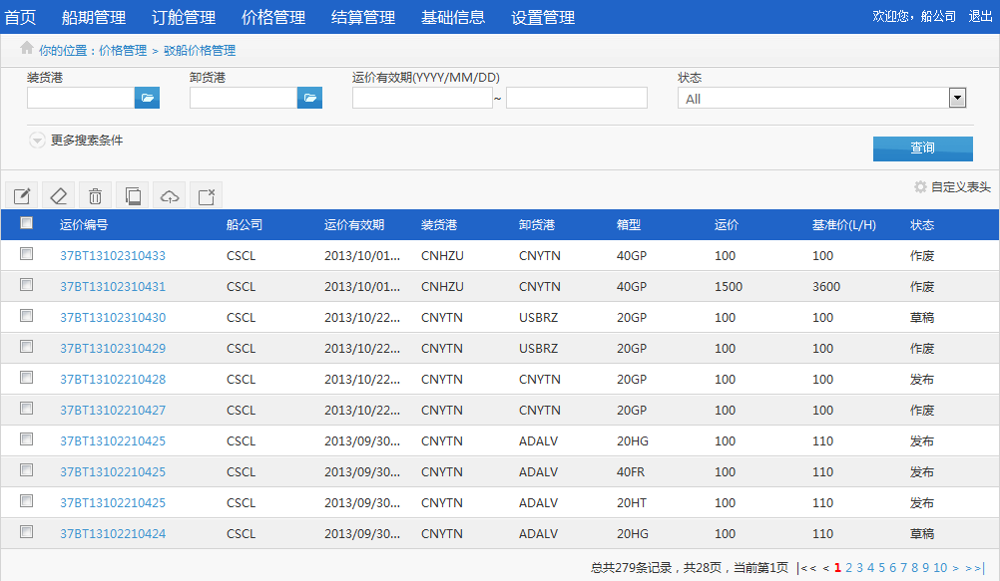 首页 船期管理 订舱管理 价格管理 结算管理 基础信息 设置管理 欢迎您，船公司 退出
你的位置：价格管理 > 驳船价格管理
装货港 卸货港 运价有效期(YYYY/MM/DD) 状态
~ All
更多搜索条件
查询
自定义表头
运价编号 船公司 运价有效期 装货港 卸货港 箱型 运价 基准价(L/H) 状态
37BT13102310433 CSCL 2013/10/01... CNHZU CNYTN 40GP 100 100 作废
37BT13102310431 CSCL 2013/10/01... CNHZU CNYTN 40GP 1500 3600 作废
37BT13102310430 CSCL 2013/10/22... CNYTN USBRZ 20GP 100 100 草稿
37BT13102310429 CSCL 2013/10/22... CNYTN USBRZ 20GP 100 100 作废
37BT13102210428 CSCL 2013/10/22... CNYTN CNYTN 20GP 100 100 发布
37BT13102210427 CSCL 2013/10/22... CNYTN CNYTN 20GP 100 100 作废
37BT13102210425 CSCL 2013/09/30... CNYTN ADALV 20HG 100 110 发布
37BT13102210425 CSCL 2013/09/30... CNYTN ADALV 40FR 100 110 发布
37BT13102210425 CSCL 2013/09/30... CNYTN ADALV 20HT 100 110 发布
37BT13102210424 CSCL 2013/09/30... CNYTN ADALV 20HG 100 110 草稿
总共279条记录，共28页，当前第1页 |<< < 1 2 3 4 5 6 7 8 9 10 > >>|